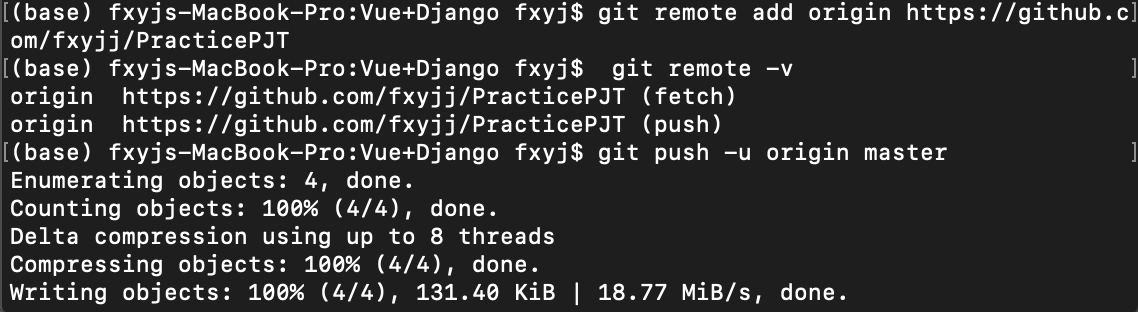 [(base) fxyjs-MacBook-Pro:Vue+Django fxyj$ git remote add origin https://github.c]
om/fxyjj/PracticePJT
[(base) fxyjs-MacBook-Pro:Vue+Django fxyj$  git remote -v ]
origin  https://github.com/fxyjj/PracticePJT (fetch)
origin  https://github.com/fxyjj/PracticePJT (push)
[(base) fxyjs-MacBook-Pro:Vue+Django fxyj$ git push -u origin master ]
Enumerating objects: 4, done.
Counting objects: 100% (4/4), done.
Delta compression using up to 8 threads
Compressing objects: 100% (4/4), done.
Writing objects: 100% (4/4), 131.40 KiB | 18.77 MiB/s, done.